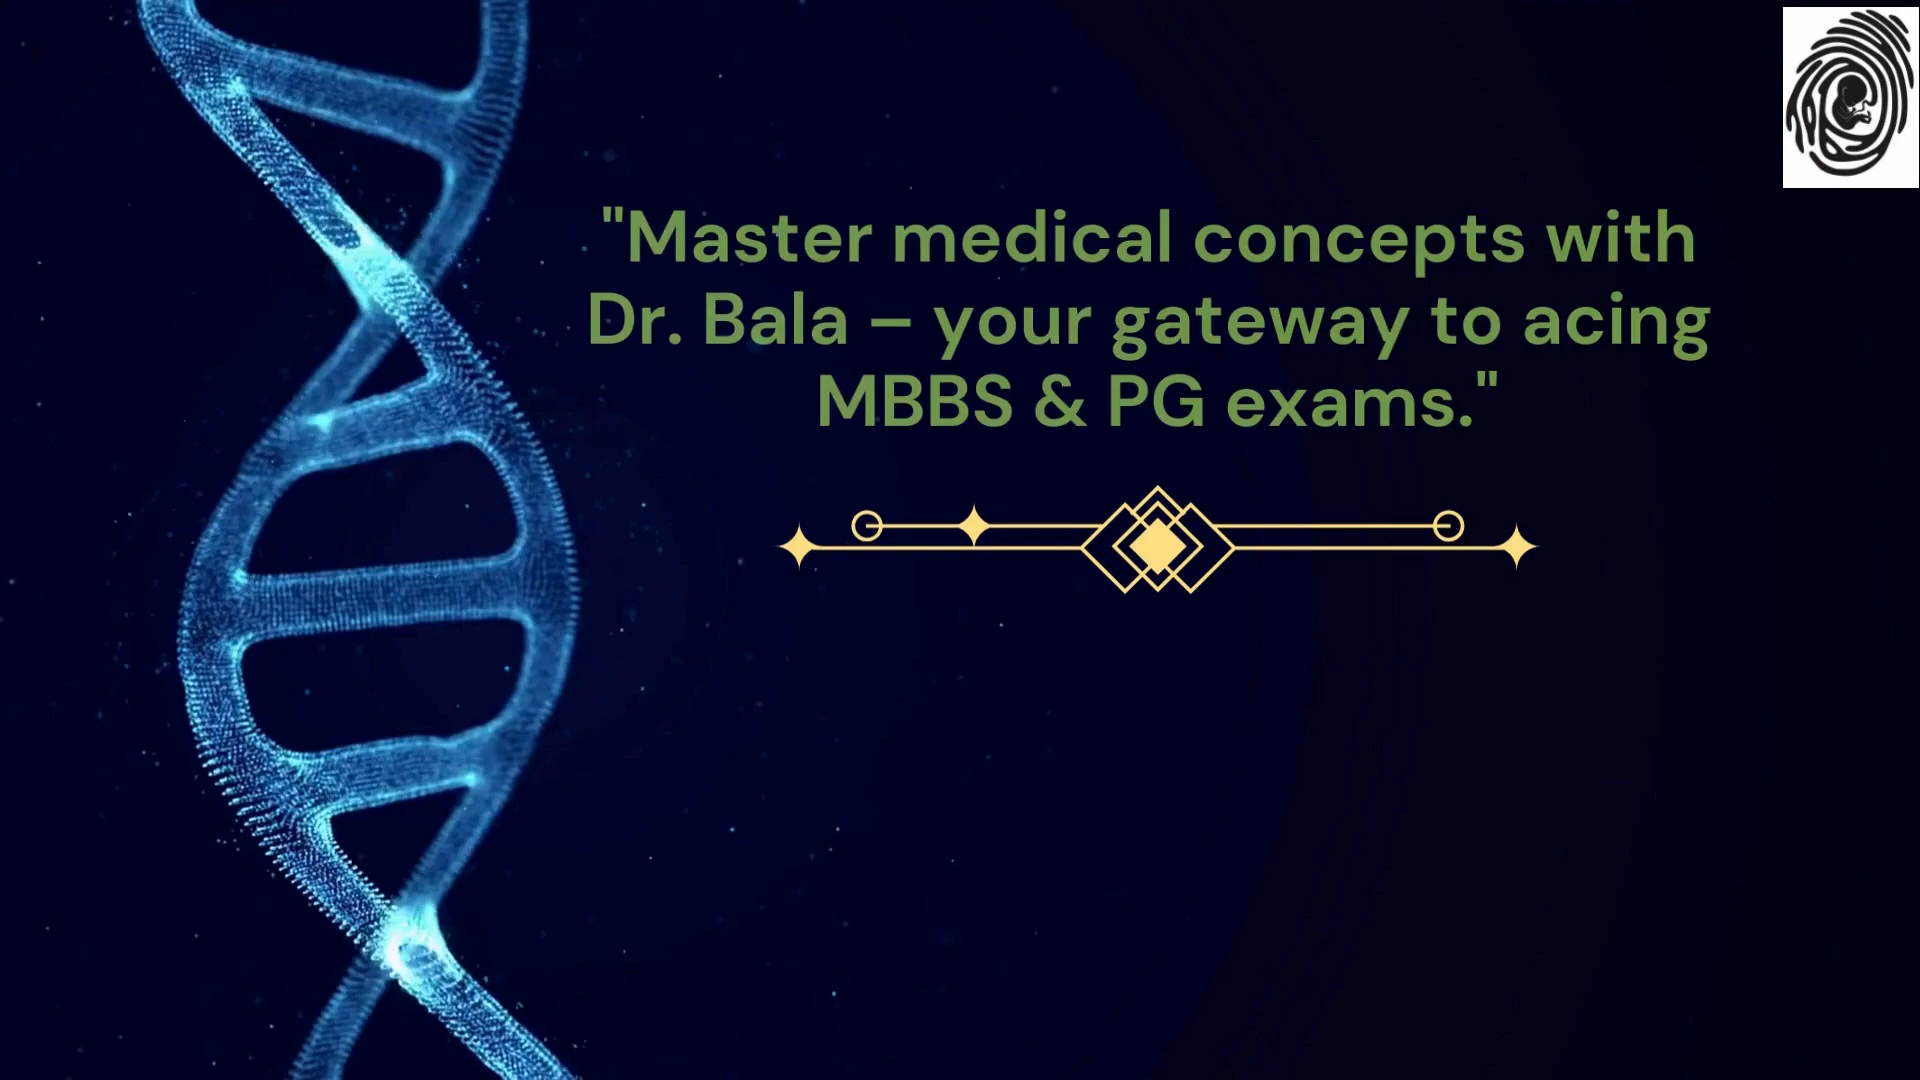 "Master medical concepts with
Dr. Bala – your gateway to acing
MBBS & PG exams."